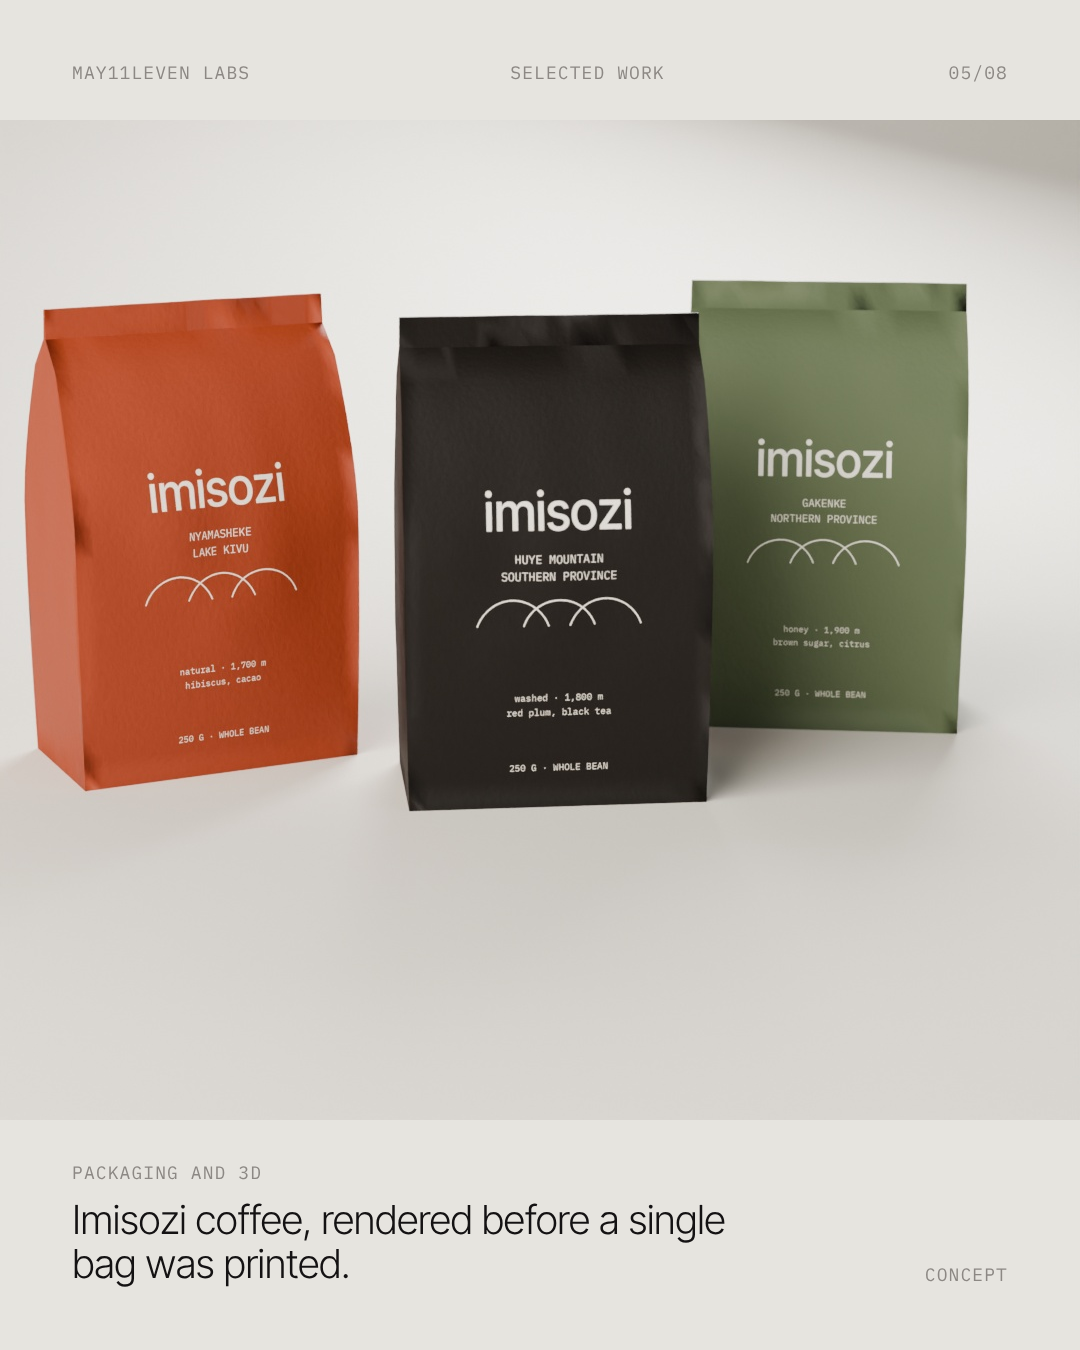 MAY11LEVEN LABS
SELECTED WORK
05/08
imisozi
NYAMASHEKE
LAKE KIVU
natural · 1,700 m
hibiscus, cacao
250 G · WHOLE BEAN
imisozi
HUYE MOUNTAIN
SOUTHERN PROVINCE
washed · 1,800 m
red plum, black tea
250 G · WHOLE BEAN
imisozi
GAKENKE
NORTHERN PROVINCE
honey · 1,900 m
brown sugar, citrus
250 G · WHOLE BEAN
PACKAGING AND 3D
Imisozi coffee, rendered before a single
bag was printed.
CONCEPT